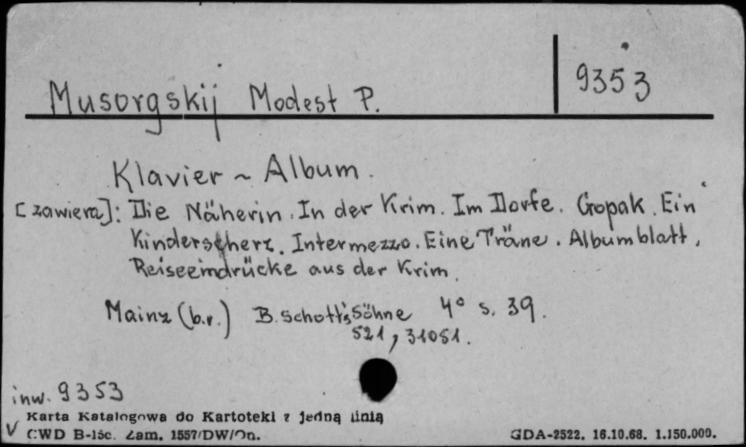 9353
Musorgskij Modest P.
Klavier ~ Album.
[zawiera]: Die Näherin. In der Krim. Im Dorfe. Gopak. Ein
Kinderscherz. Intermezzo. Eine Träne. Albumblatt.
Reiseeindrücke aus der Krim.
Mainz (b.r.) B. Schott's Söhne 4° s. 39.
521, 31051.
inw. 9353
Karta Katalogowa do Kartoteki z jedną linią
V CWD B-15c. Zam. 1557/DW/On. GDA-2522. 16.10.68. 1.150.000.